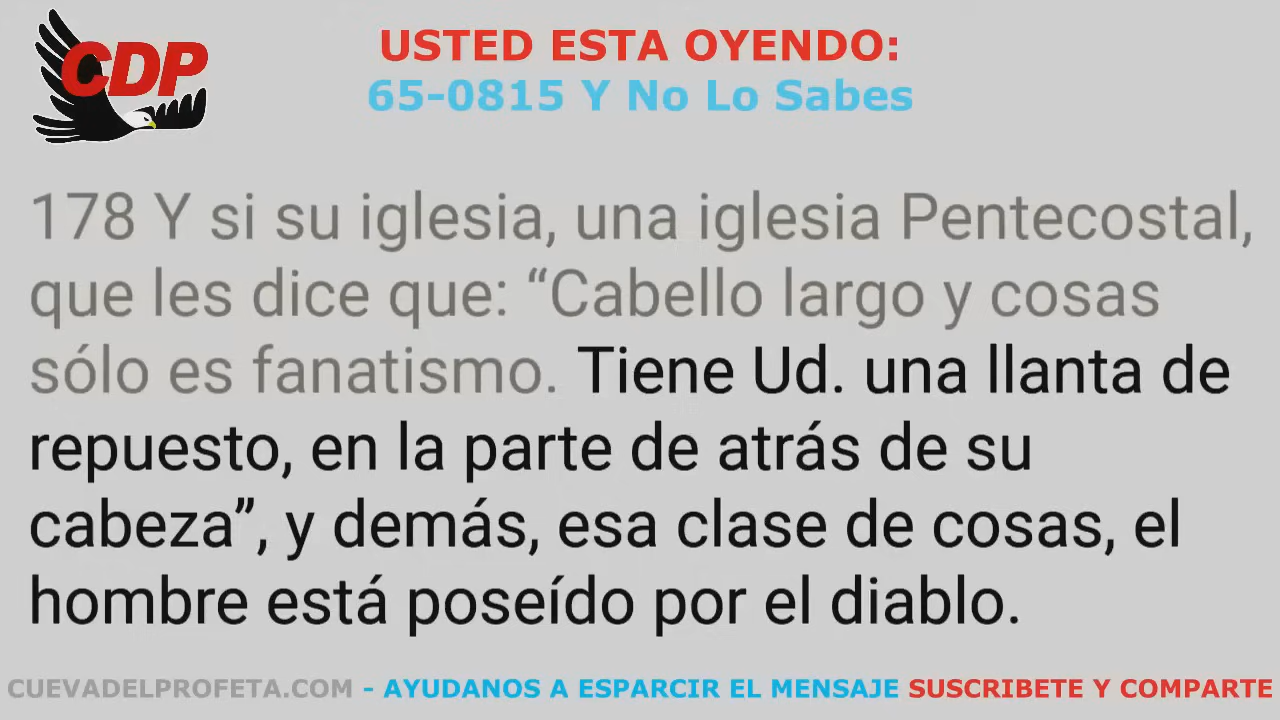 CDP
USTED ESTA OYENDO:
65-0815 Y No Lo Sabes
178 Y si su iglesia, una iglesia Pentecostal,
que les dice que: “Cabello largo y cosas
sólo es fanatismo. Tiene Ud. una llanta de
repuesto, en la parte de atrás de su
cabeza”, y demás, esa clase de cosas, el
hombre está poseído por el diablo.
CUEVADELPROFETA.COM - AYUDANOS A ESPARCIR EL MENSAJE SUSCRIBETE Y COMPARTE